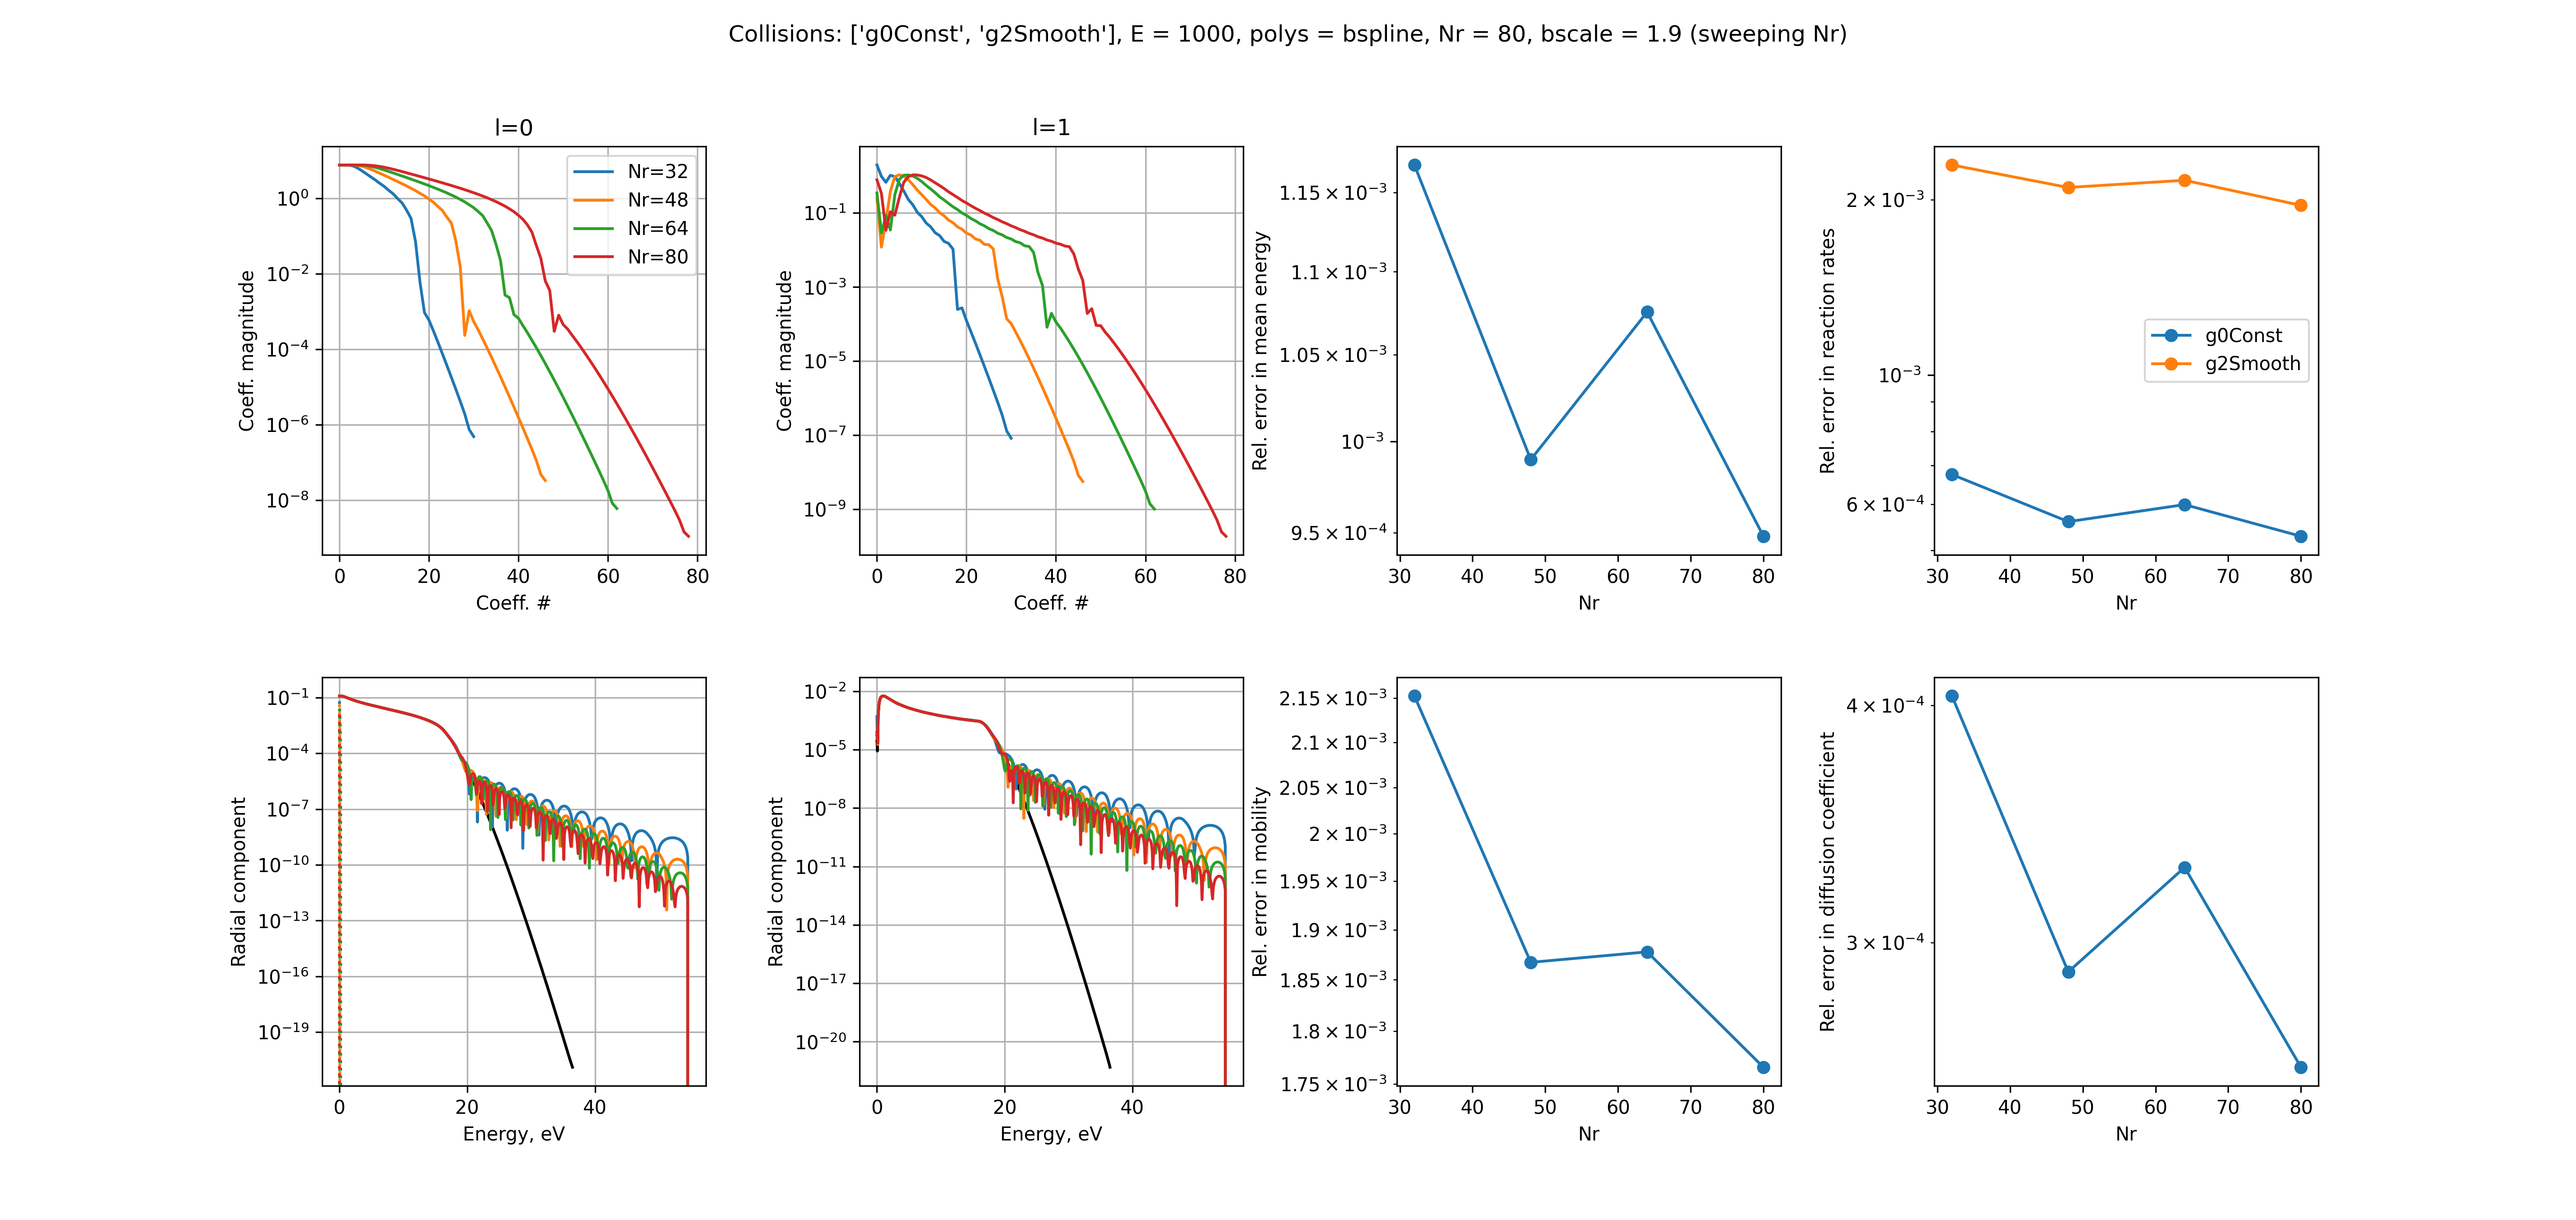 Collisions: ['g0Const', 'g2Smooth'], E = 1000, polys = bspline, Nr = 80, bscale = 1.9 (sweeping Nr)
l=0
Coeff. magnitude
10⁰
10⁻²
10⁻⁴
10⁻⁶
10⁻⁸
Nr=32
Nr=48
Nr=64
Nr=80
0 20 40 60 80
Coeff. #
l=1
Coeff. magnitude
10⁻¹
10⁻³
10⁻⁵
10⁻⁷
10⁻⁹
0 20 40 60 80
Coeff. #
Rel. error in mean energy
1.15 × 10⁻³
1.1 × 10⁻³
1.05 × 10⁻³
10⁻³
9.5 × 10⁻⁴
30 40 50 60 70 80
Nr
Rel. error in reaction rates
2 × 10⁻³
10⁻³
6 × 10⁻⁴
g0Const
g2Smooth
30 40 50 60 70 80
Nr
Radial component
10⁻¹
10⁻⁴
10⁻⁷
10⁻¹⁰
10⁻¹³
10⁻¹⁶
10⁻¹⁹
0 20 40
Energy, eV
Radial component
10⁻²
10⁻⁵
10⁻⁸
10⁻¹¹
10⁻¹⁴
10⁻¹⁷
10⁻²⁰
0 20 40
Energy, eV
Rel. error in mobility
2.15 × 10⁻³
2.1 × 10⁻³
2.05 × 10⁻³
2 × 10⁻³
1.95 × 10⁻³
1.9 × 10⁻³
1.85 × 10⁻³
1.8 × 10⁻³
1.75 × 10⁻³
30 40 50 60 70 80
Nr
Rel. error in diffusion coefficient
4 × 10⁻⁴
3 × 10⁻⁴
30 40 50 60 70 80
Nr